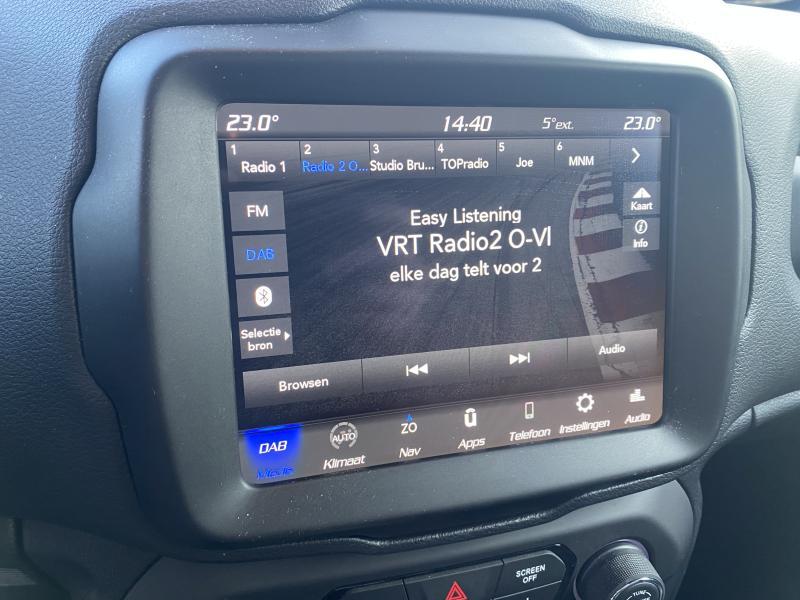 23.0° 14:40 5°ext. 23.0°
1 2 3 4 5 6
Radio 1 Radio 2 O... Studio Bru... TOPradio Joe MNM
FM
DAB
Selectie
bron
Easy Listening
VRT Radio2 O-Vl
elke dag telt voor 2
Kaart
Info
Browsen Audio
DAB AUTO ZO
Media Klimaat Nav Apps Telefoon Instellingen Audio
SCREEN
OFF
TUNE